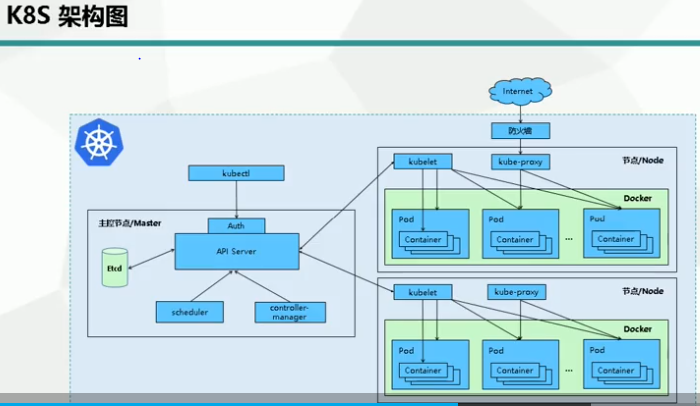 K8S 架构图
Internet
防火墙
kubelet
kube-proxy
节点/Node
kubectl
Docker
主控节点/Master
Auth
Pod
Pod
Pod
API Server
Container
Container
...
Container
Etcd
kubelet
kube-proxy
节点/Node
scheduler
controller-
manager
Docker
Pod
Pod
Pod
Container
Container
...
Container